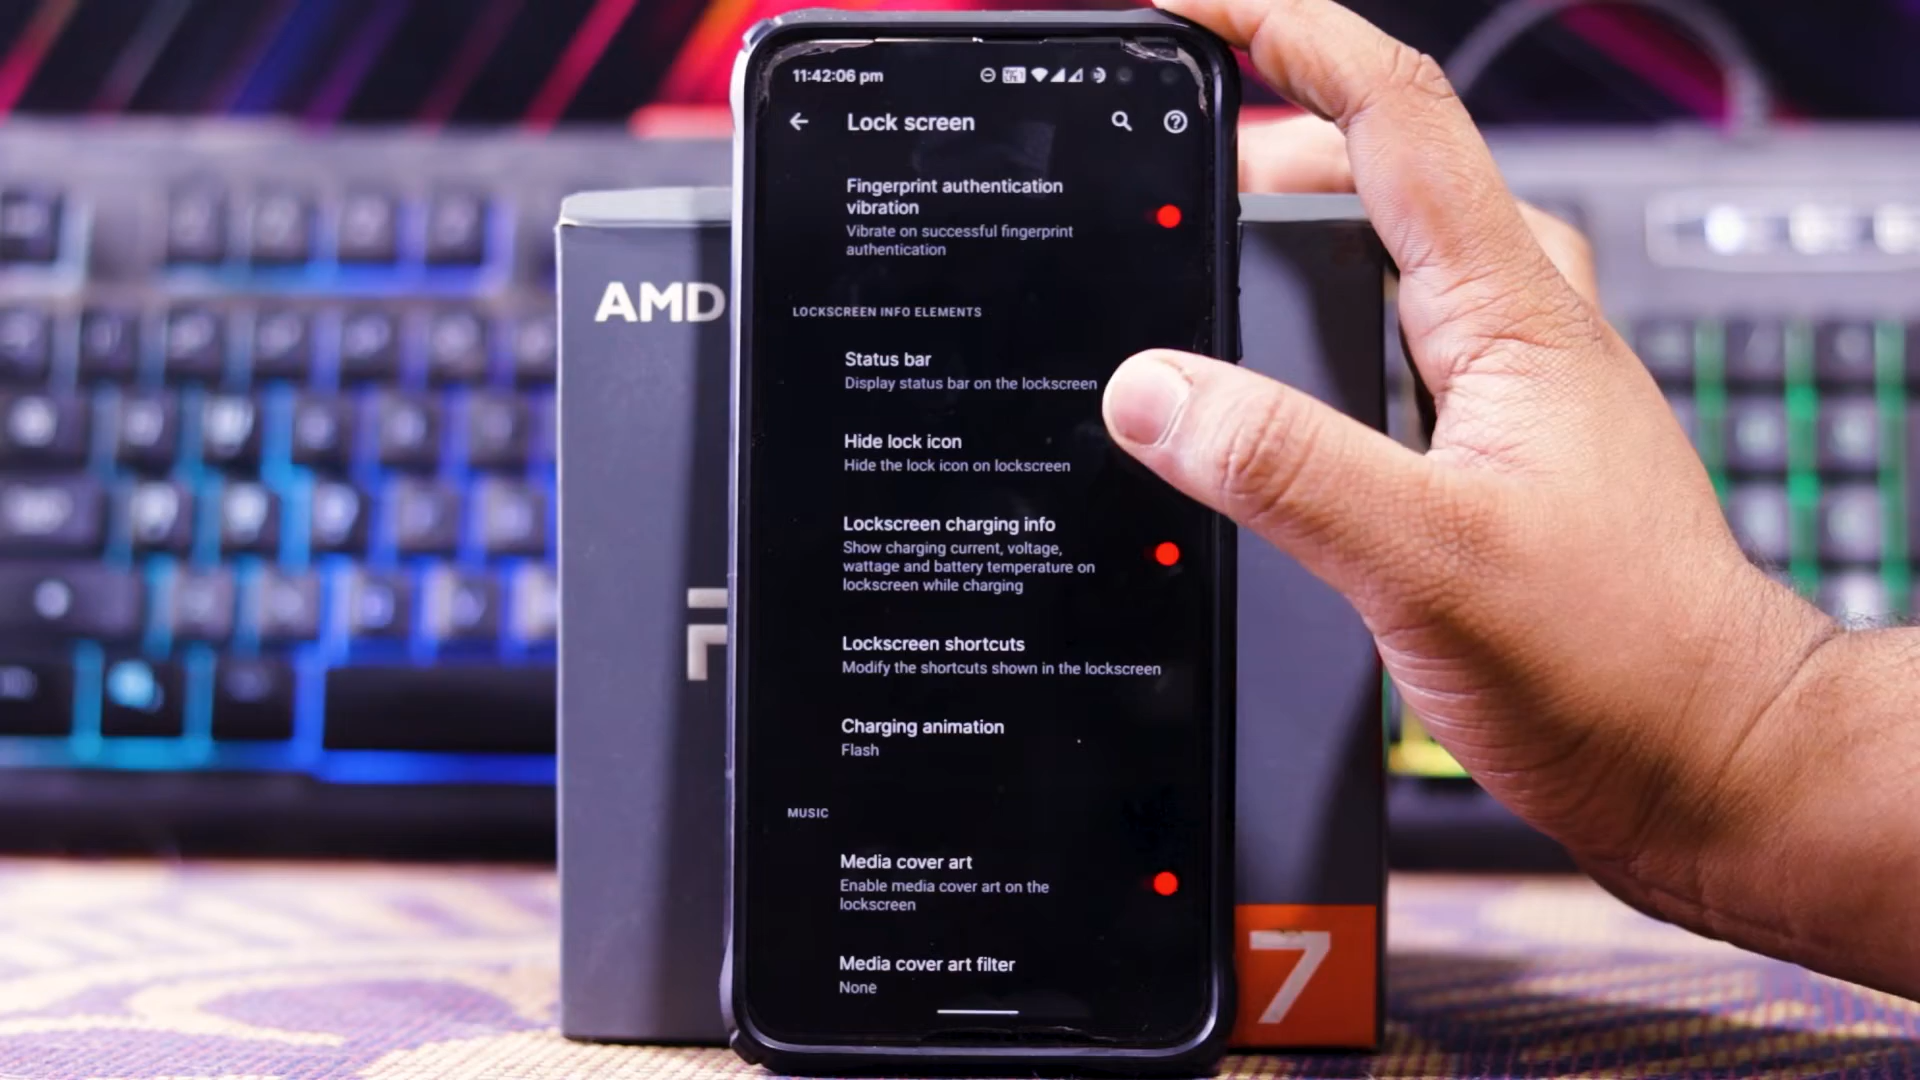 11:42:06 pm
Lock screen
Fingerprint authentication
vibration
Vibrate on successful fingerprint
authentication
AMD
LOCKSCREEN INFO ELEMENTS
Status bar
Display status bar on the lockscreen
Hide lock icon
Hide the lock icon on lockscreen
Lockscreen charging info
Show charging current, voltage,
wattage and battery temperature on
lockscreen while charging
Lockscreen shortcuts
Modify the shortcuts shown in the lockscreen
Charging animation
Flash
MUSIC
Media cover art
Enable media cover art on the
lockscreen
7
Media cover art filter
None